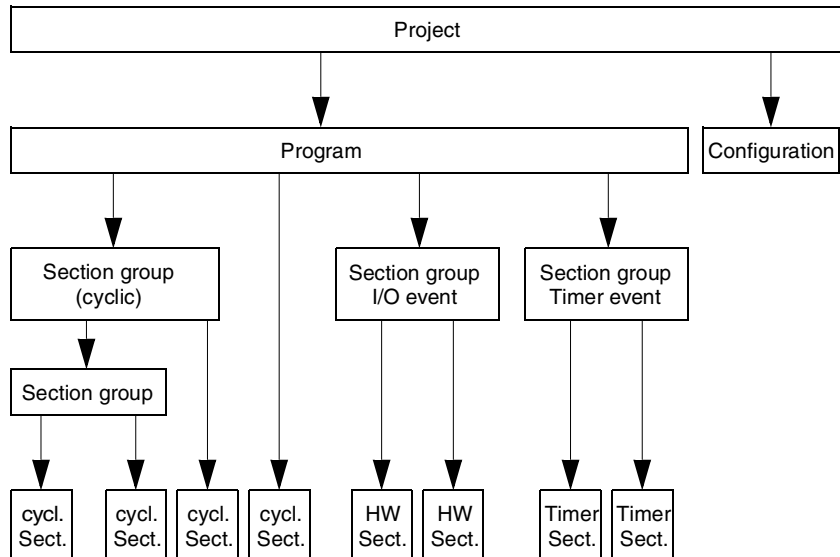 Project
Program
Configuration
Section group
(cyclic)
Section group
I/O event
Section group
Timer event
Section group
cycl.
Sect.
cycl.
Sect.
cycl.
Sect.
cycl.
Sect.
HW
Sect.
HW
Sect.
Timer
Sect.
Timer
Sect.